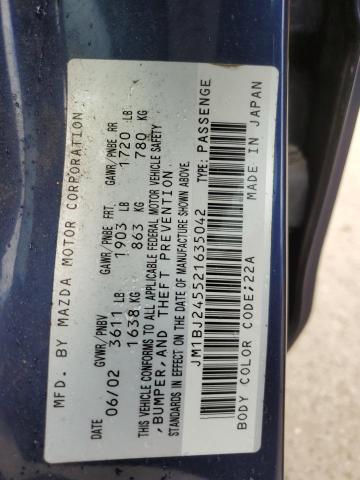 MFD. BY MAZDA MOTOR CORPORATION
DATE GVWR/PNBV GAWR/PNBE FRT. GAWR/PNBE RR
06/02 3611 LB 1903 LB 1720 LB
1638 KG 863 KG 780 KG
THIS VEHICLE CONFORMS TO ALL APPLICABLE FEDERAL MOTOR VEHICLE SAFETY
,BUMPER, AND THEFT PREVENTION
STANDARDS IN EFFECT ON THE DATE OF MANUFACTURE SHOWN ABOVE.
JM1BJ245521635042 TYPE: PASSENGE
BODY COLOR CODE;22A MADE IN JAPAN